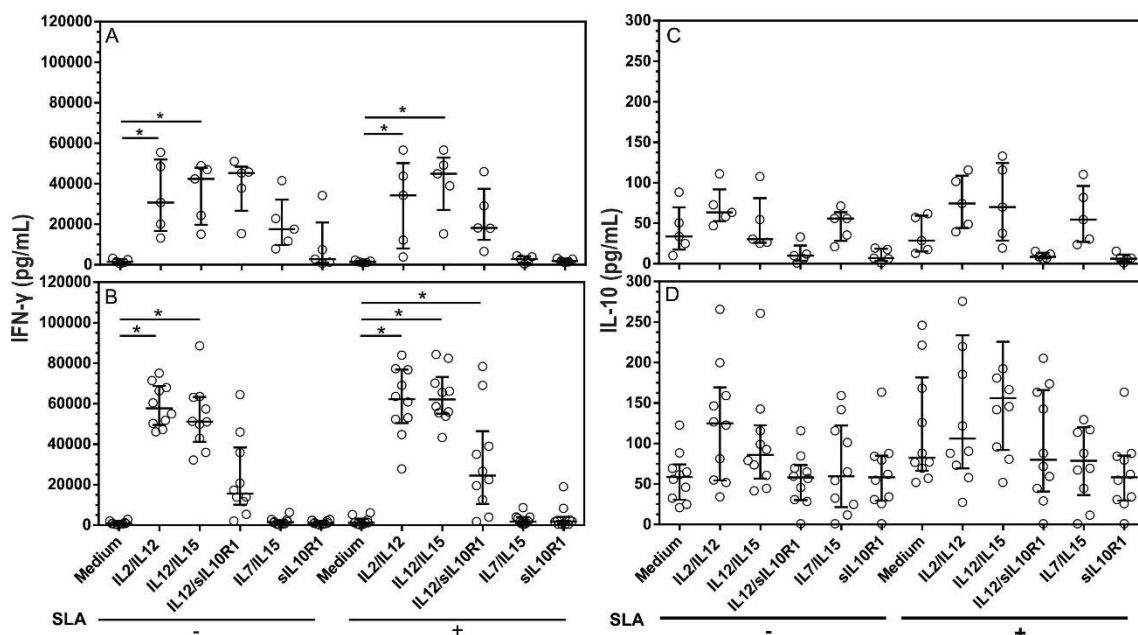 A
120000
100000
80000
60000
40000
20000
0
*
*
*
*
B
120000
100000
80000
60000
40000
20000
0
*
*
*
*
*
IFN-γ (pg/mL)
Medium
IL2/IL12
IL12/IL15
IL12/sIL10R1
IL7/IL15
sIL10R1
Medium
IL2/IL12
IL12/IL15
IL12/sIL10R1
IL7/IL15
sIL10R1
SLA
-
+
C
300
250
200
150
100
50
0
D
300
250
200
150
100
50
0
IL-10 (pg/mL)
Medium
IL2/IL12
IL12/IL15
IL12/sIL10R1
IL7/IL15
sIL10R1
Medium
IL2/IL12
IL12/IL15
IL12/sIL10R1
IL7/IL15
sIL10R1
SLA
-
+